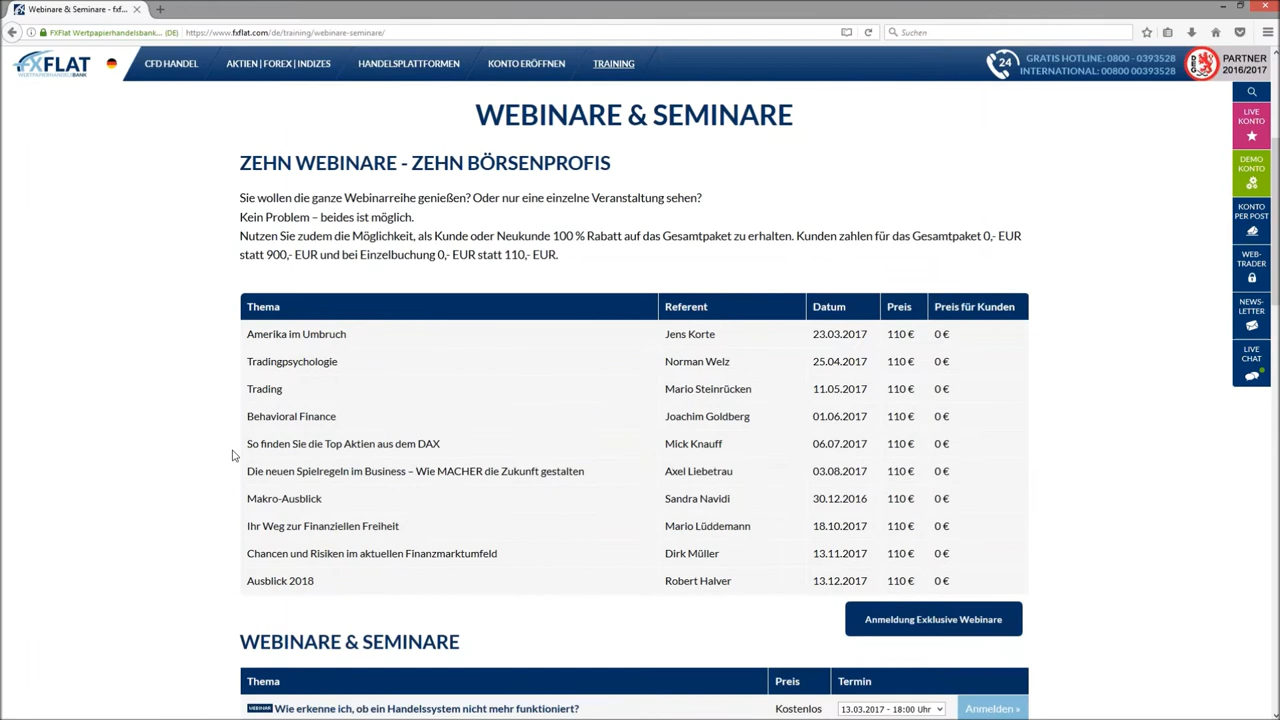 Webinare & Seminare - fxf...
FXFlat Wertpapierhandelsbank... (DE)
https://www.fxflat.com/de/training/webinare-seminare/
Suchen
FXFLAT
WERTPAPIERHANDELSBANK
CFD HANDEL
AKTIEN | FOREX | INDIZES
HANDELSPLATTFORMEN
KONTO ERÖFFNEN
TRAINING
24
GRATIS HOTLINE: 0800 - 0393528
INTERNATIONAL: 00800 00393528
DEG
PARTNER
2016/2017
LIVE
KONTO
DEMO
KONTO
KONTO
PER POST
WEB-
TRADER
NEWS-
LETTER
LIVE
CHAT
WEBINARE & SEMINARE
ZEHN WEBINARE - ZEHN BÖRSENPROFIS
Sie wollen die ganze Webinarreihe genießen? Oder nur eine einzelne Veranstaltung sehen?
Kein Problem – beides ist möglich.
Nutzen Sie zudem die Möglichkeit, als Kunde oder Neukunde 100 % Rabatt auf das Gesamtpaket zu erhalten. Kunden zahlen für das Gesamtpaket 0,- EUR
statt 900,- EUR und bei Einzelbuchung 0,- EUR statt 110,- EUR.
Thema Referent Datum Preis Preis für Kunden
Amerika im Umbruch Jens Korte 23.03.2017 110 € 0 €
Tradingpsychologie Norman Welz 25.04.2017 110 € 0 €
Trading Mario Steinrücken 11.05.2017 110 € 0 €
Behavioral Finance Joachim Goldberg 01.06.2017 110 € 0 €
So finden Sie die Top Aktien aus dem DAX Mick Knauff 06.07.2017 110 € 0 €
Die neuen Spielregeln im Business – Wie MACHER die Zukunft gestalten Axel Liebetrau 03.08.2017 110 € 0 €
Makro-Ausblick Sandra Navidi 30.12.2016 110 € 0 €
Ihr Weg zur Finanziellen Freiheit Mario Lüddemann 18.10.2017 110 € 0 €
Chancen und Risiken im aktuellen Finanzmarktumfeld Dirk Müller 13.11.2017 110 € 0 €
Ausblick 2018 Robert Halver 13.12.2017 110 € 0 €
Anmeldung Exklusive Webinare
WEBINARE & SEMINARE
Thema Preis Termin
WEBINAR Wie erkenne ich, ob ein Handelssystem nicht mehr funktioniert? Kostenlos 13.03.2017 - 18:00 Uhr Anmelden »